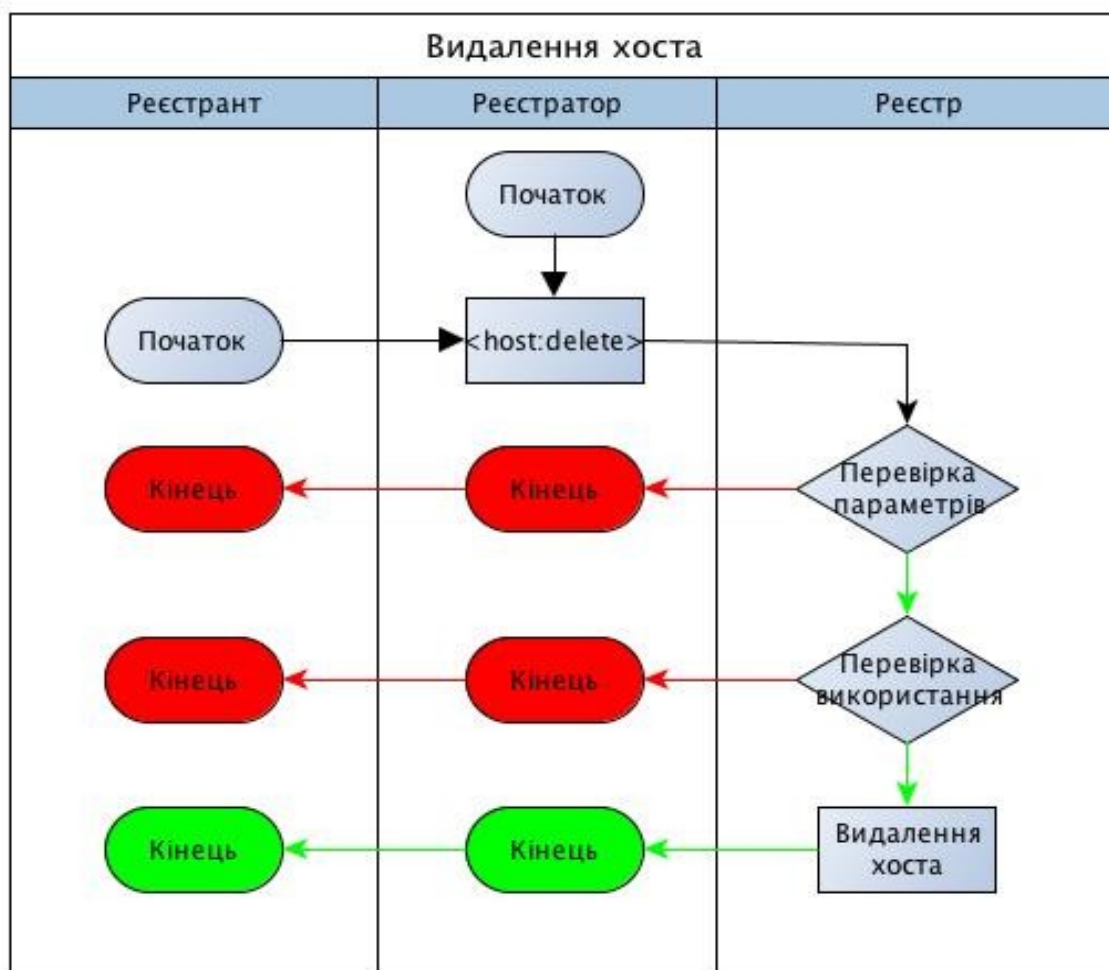 Видалення хоста
Реєстрант
Реєстратор
Реєстр
Початок
Початок
<host:delete>
Кінець
Кінець
Перевірка
параметрів
Кінець
Кінець
Перевірка
використання
Кінець
Кінець
Видалення
хоста